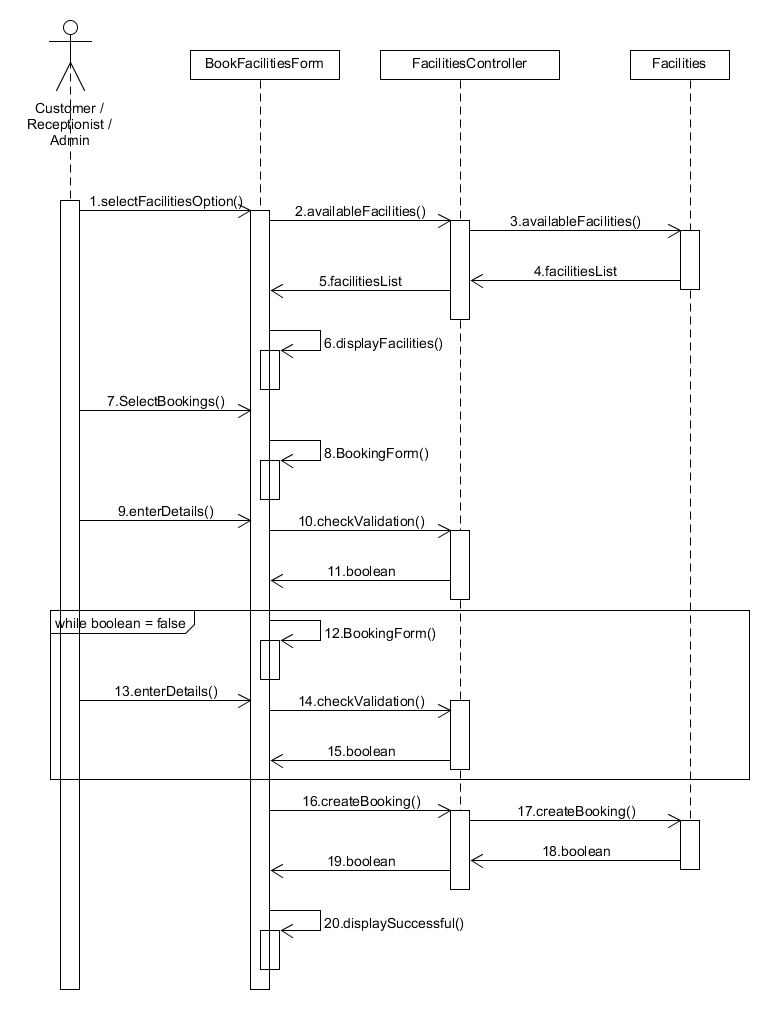 BookFacilitiesForm
FacilitiesController
Facilities
Customer /
Receptionist /
Admin
1.selectFacilitiesOption()
2.availableFacilities()
3.availableFacilities()
4.facilitiesList
5.facilitiesList
6.displayFacilities()
7.SelectBookings()
8.BookingForm()
9.enterDetails()
10.checkValidation()
11.boolean
while boolean = false
12.BookingForm()
13.enterDetails()
14.checkValidation()
15.boolean
16.createBooking()
17.createBooking()
18.boolean
19.boolean
20.displaySuccessful()